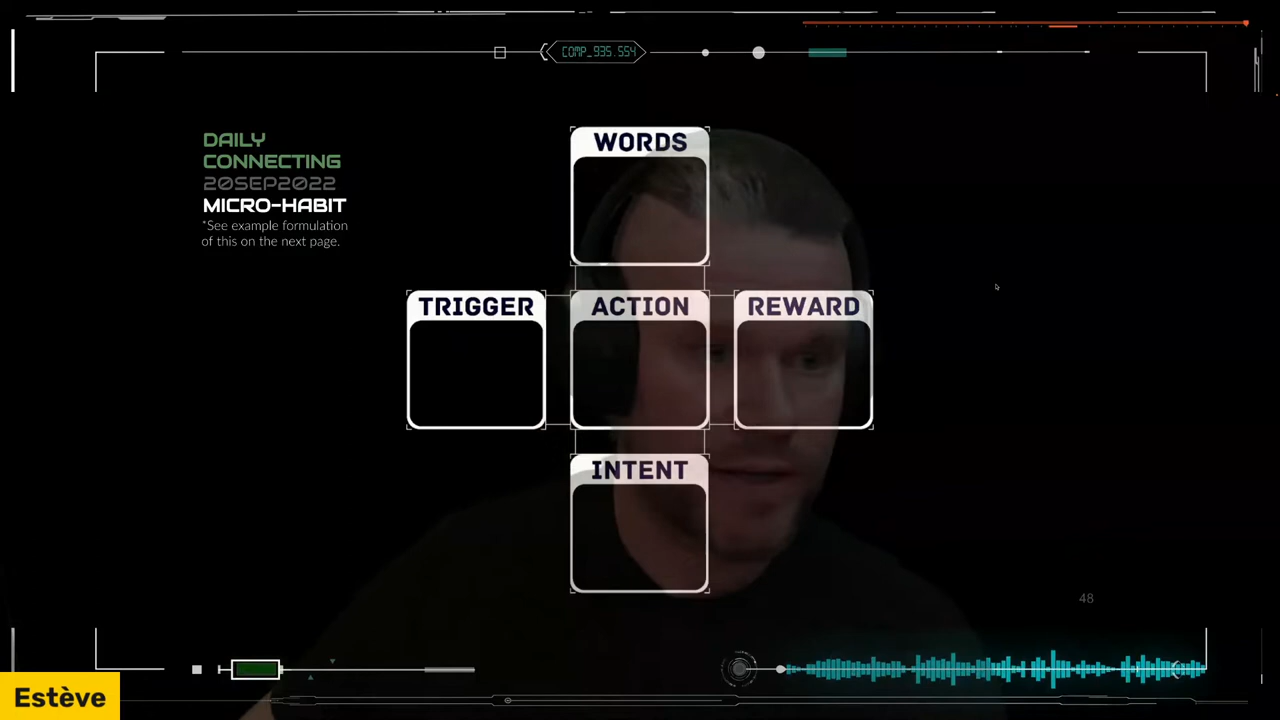 COMP_935.554
DAILY
CONNECTING
20SEP2022
MICRO-HABIT
*See example formulation
of this on the next page.
WORDS
TRIGGER
ACTION
REWARD
INTENT
48
Estève